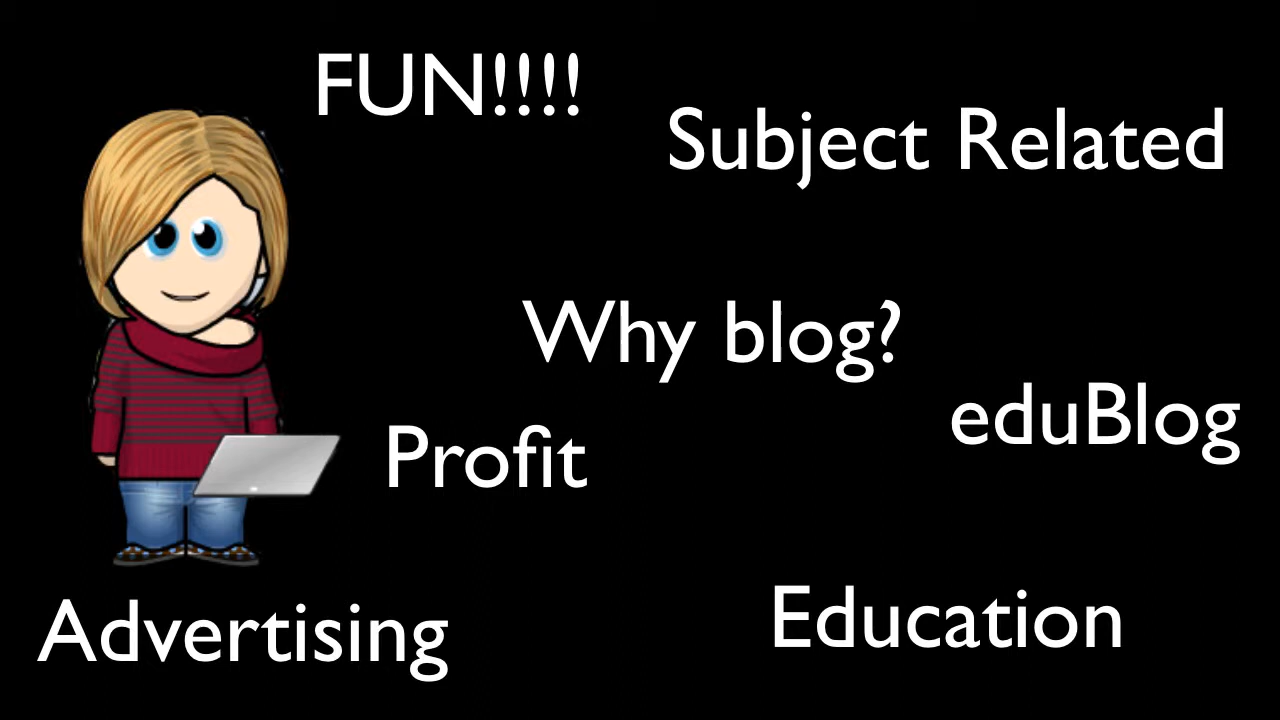 FUN!!!!
Subject Related
Why blog?
eduBlog
Profit
Education
Advertising